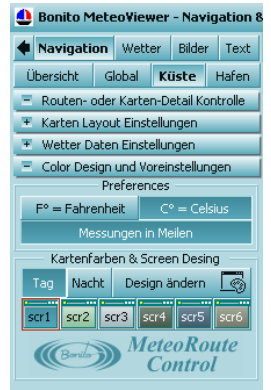 Bonito MeteoViewer - Navigation &
Navigation Wetter Bilder Text
Übersicht Global Küste Hafen
Routen- oder Karten-Detail Kontrolle
Karten Layout Einstellungen
Wetter Daten Einstellungen
Color Design und Voreinstellungen
Preferences
F° = Fahrenheit C° = Celsius
Messungen in Meilen
Kartenfarben & Screen Desing
Tag Nacht Design ändern
scr1 scr2 scr3 scr4 scr5 scr6
Bonito MeteoRoute
Control